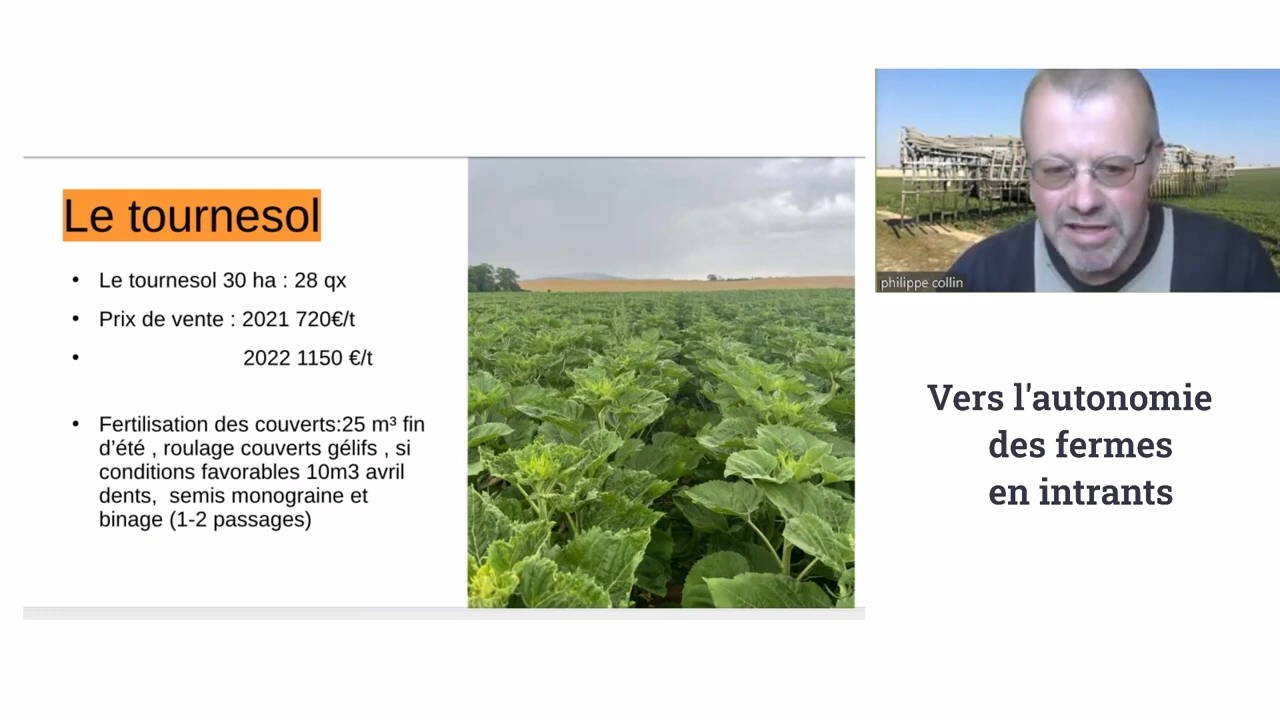 Le tournesol
• Le tournesol 30 ha : 28 qx
• Prix de vente : 2021 720€/t
• 2022 1150 €/t
• Fertilisation des couverts:25 m³ fin
d'été , roulage couverts gélifs , si
conditions favorables 10m3 avril
dents, semis monograine et
binage (1-2 passages)
philippe collin
Vers l'autonomie
des fermes
en intrants